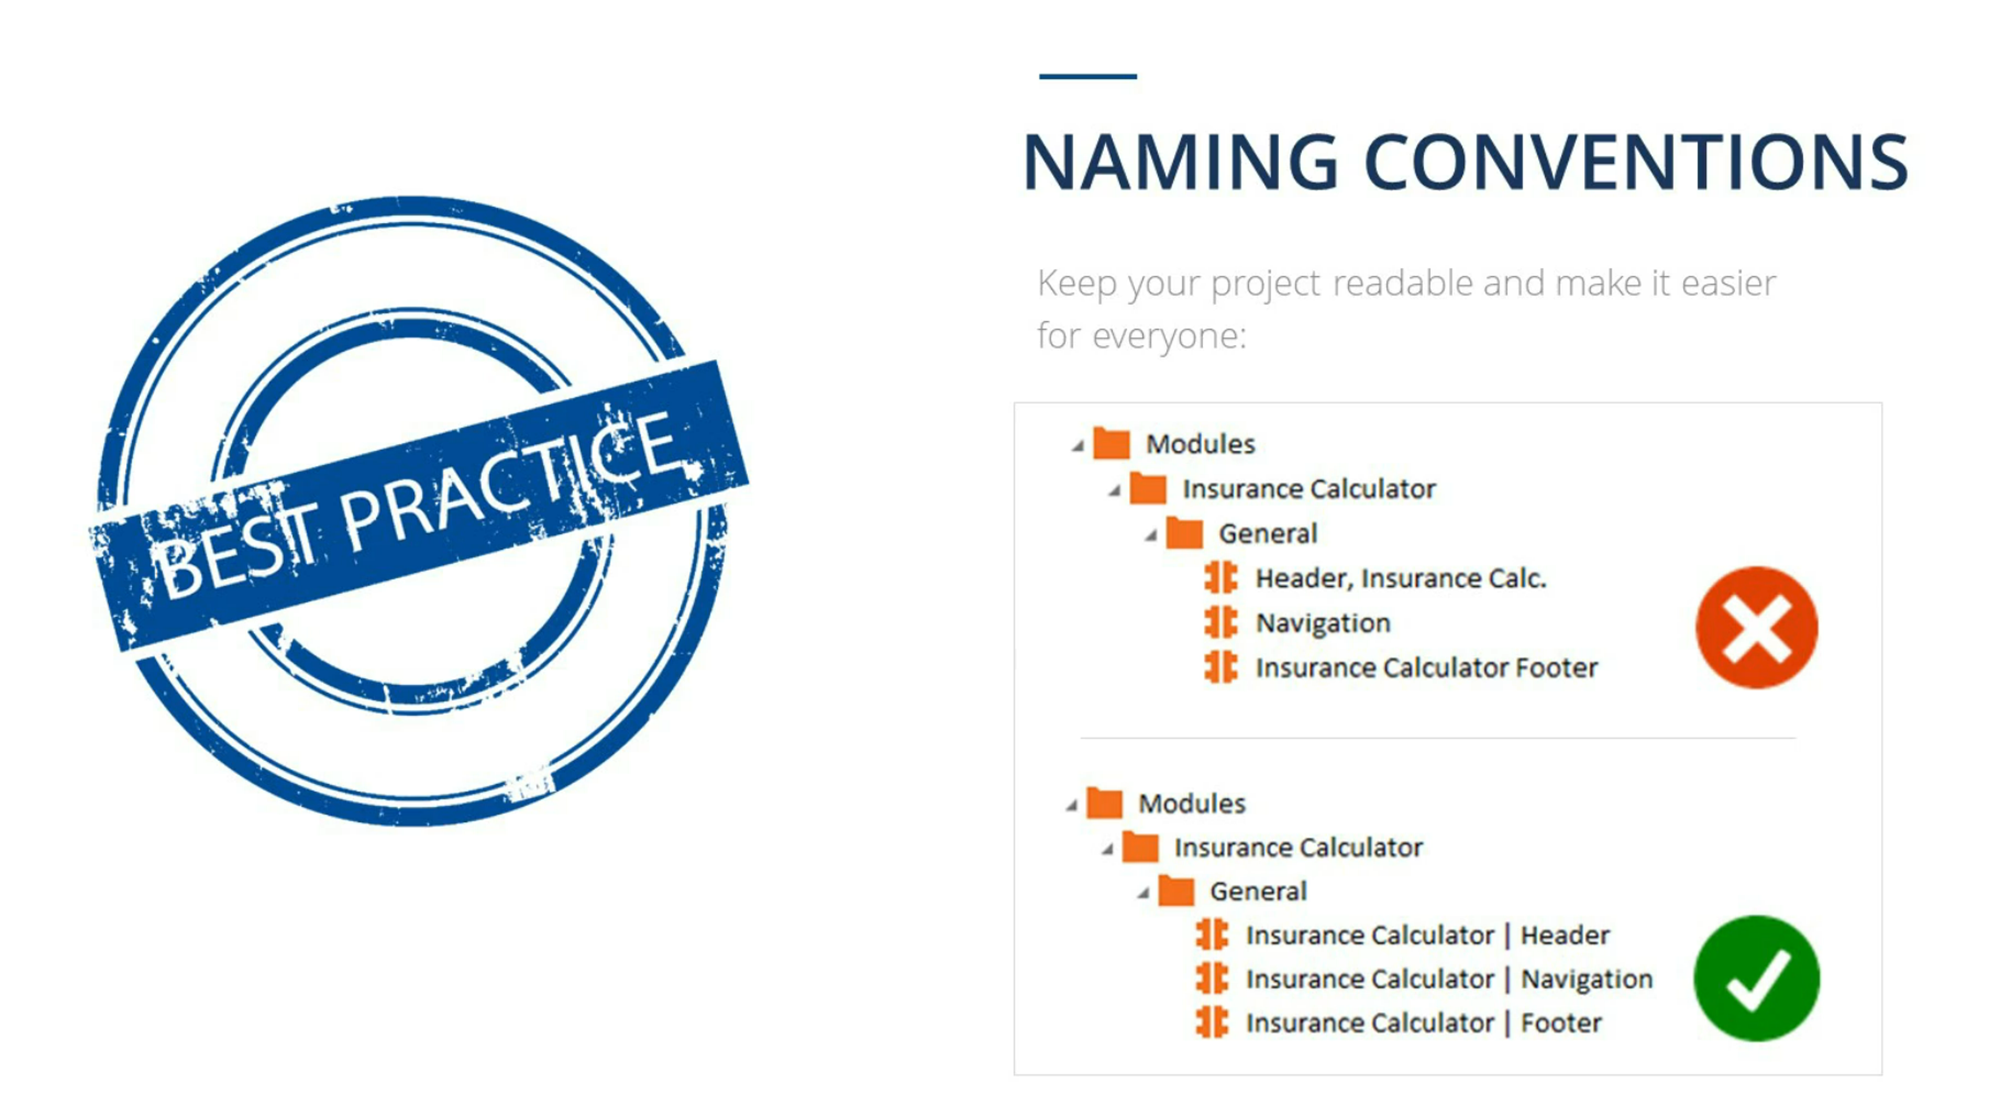 BEST PRACTICE
NAMING CONVENTIONS
Keep your project readable and make it easier
for everyone:
Modules
Insurance Calculator
General
Header, Insurance Calc.
Navigation
Insurance Calculator Footer
Modules
Insurance Calculator
General
Insurance Calculator | Header
Insurance Calculator | Navigation
Insurance Calculator | Footer